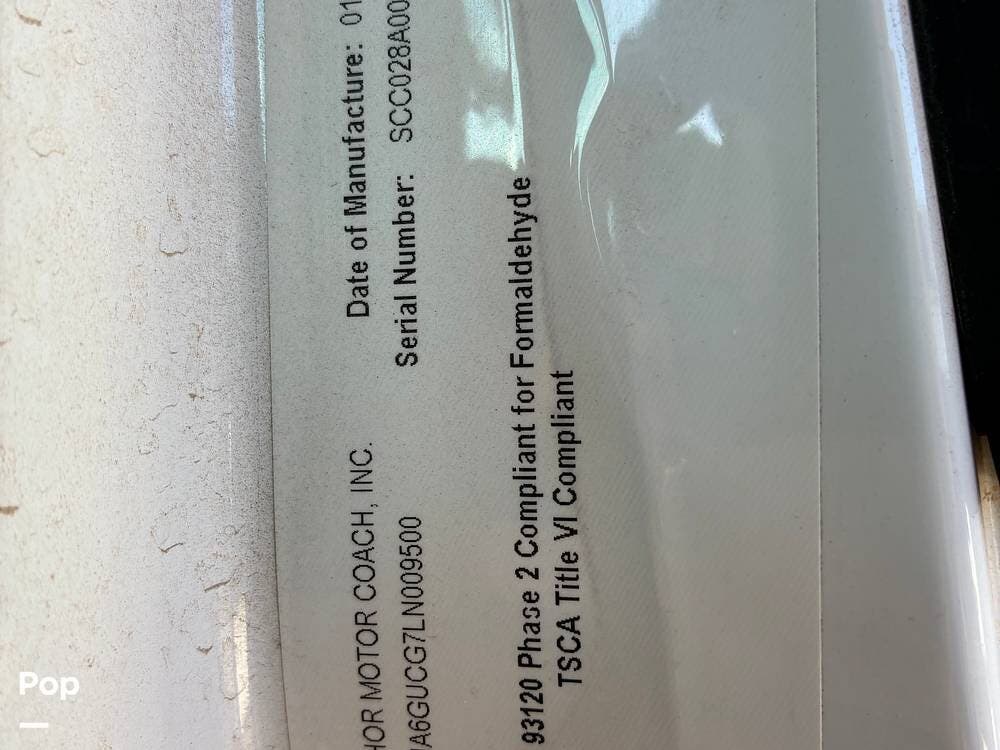 HOR MOTOR COACH, INC. Date of Manufacture: 01
A6GUCG7LN009500 Serial Number: SCC028A00
93120 Phase 2 Compliant for Formaldehyde
TSCA Title VI Compliant
Pop